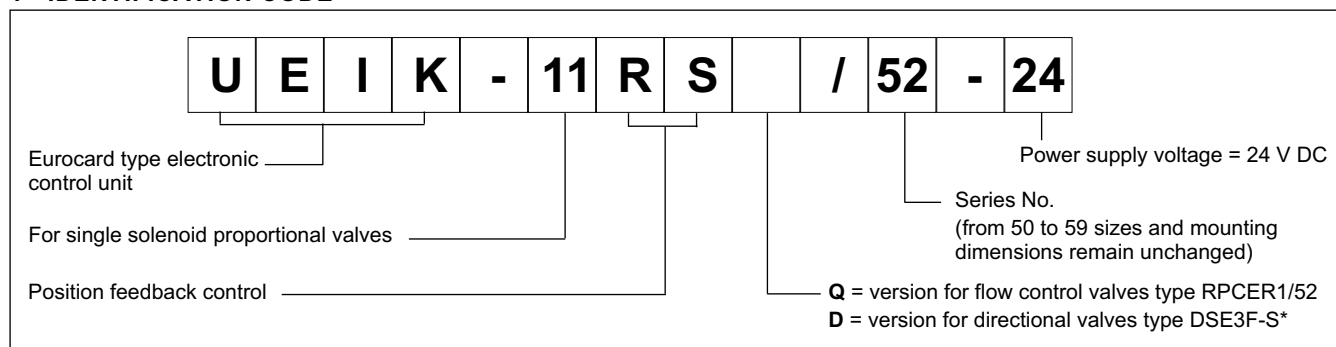 UEIK-11RS /52-24
Eurocard type electronic
control unit
Power supply voltage = 24 V DC
Series No.
(from 50 to 59 sizes and mounting
dimensions remain unchanged)
For single solenoid proportional valves
Position feedback control
Q = version for flow control valves type RPCER1/52
D = version for directional valves type DSE3F-S*